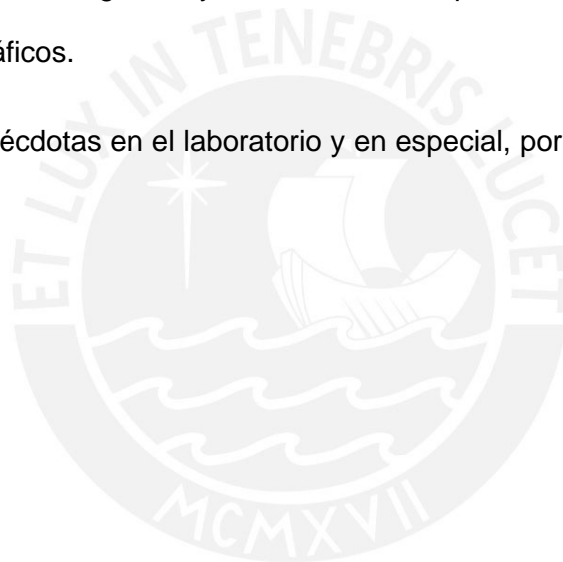 áficos.
écdotas en el laboratorio y en especial, por
ET LUX IN TENEBRIS LUCET
MCMXVII